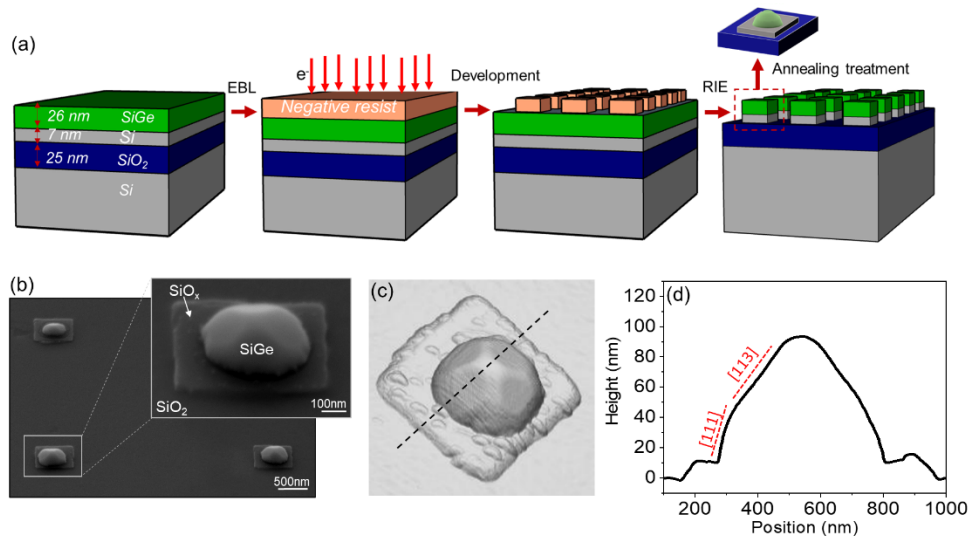 (a)
EBL
e-
Negative resist
Development
RIE
Annealing treatment
26 nm
SiGe
7 nm
Si
25 nm
SiO2
Si
(b)
SiOx
SiGe
SiO2
100nm
500nm
(c)
(d)
Height (nm)
120
100
80
60
40
20
0
[111]
[113]
200
400
600
800
1000
Position (nm)